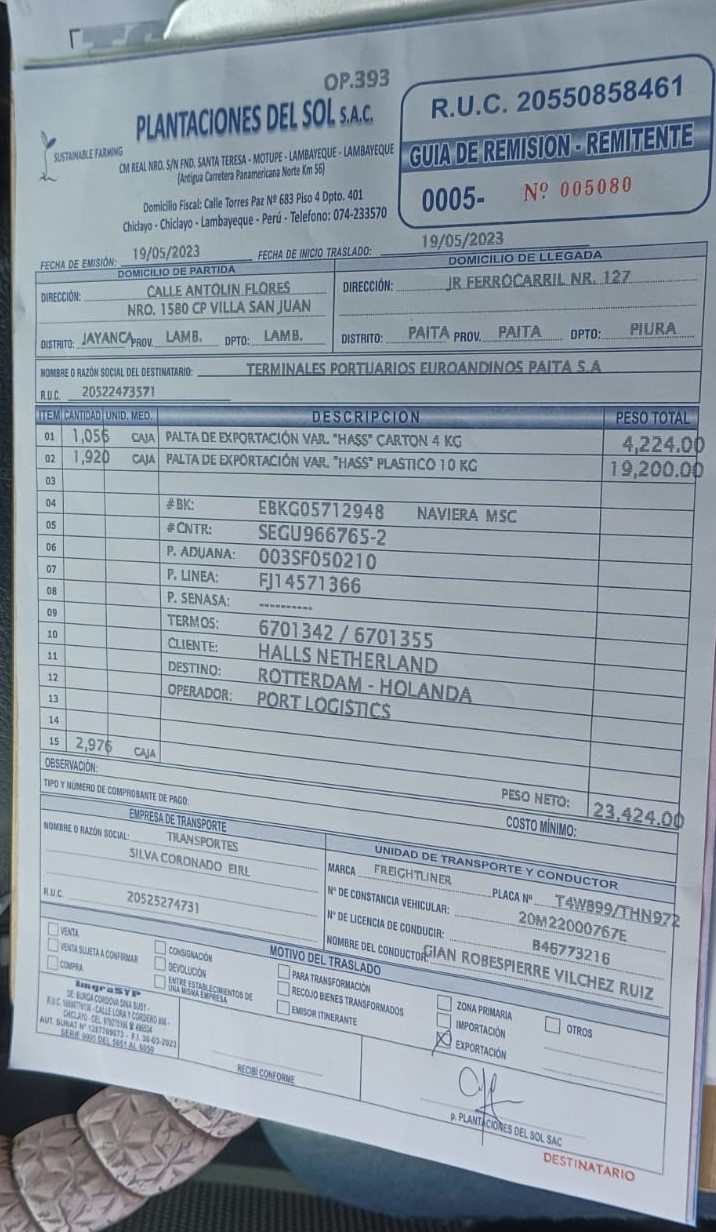 OP.393
PLANTACIONES DEL SOL S.A.C.
SUSTAINABLE FARMING
CM REAL NRO. S/N FND. SANTA TERESA - MOTUPE - LAMBAYEQUE - LAMBAYEQUE
(Antigua Carretera Panamericana Norte Km 56)
Domicilio Fiscal: Calle Torres Paz Nº 683 Piso 4 Dpto. 401
Chiclayo - Chiclayo - Lambayeque - Perú - Telefono: 074-233570
R.U.C. 20550858461
GUIA DE REMISION - REMITENTE
0005- Nº 005080
FECHA DE EMISIÓN: 19/05/2023 FECHA DE INICIO TRASLADO: 19/05/2023
DOMICILIO DE PARTIDA
DIRECCIÓN: CALLE ANTOLIN FLORES
NRO. 1580 CP VILLA SAN JUAN
DISTRITO: JAYANCA PROV. LAMB. DPTO: LAMB.
DOMICILIO DE LLEGADA
DIRECCIÓN: JR FERROCARRIL NR. 127
DISTRITO: PAITA PROV. PAITA DPTO: PIURA
NOMBRE O RAZÓN SOCIAL DEL DESTINATARIO: TERMINALES PORTUARIOS EUROANDINOS PAITA S.A
R.U.C. 20522473571
ITEM CANTIDAD UNID. MED. DESCRIPCION PESO TOTAL
01 1,056 CAJA PALTA DE EXPORTACIÓN VAR. "HASS" CARTON 4 KG 4,224.00
02 1,920 CAJA PALTA DE EXPORTACIÓN VAR. "HASS" PLASTICO 10 KG 19,200.00
03
04 #BK: EBKG05712948 NAVIERA MSC
05 #CNTR: SEGU966765-2
06 P. ADUANA: 003SF050210
07 P. LINEA: FJ14571366
08 P. SENASA: ----------
09 TERMOS: 6701342 / 6701355
10 CLIENTE: HALLS NETHERLAND
11 DESTINO: ROTTERDAM - HOLANDA
12 OPERADOR: PORT LOGISTICS
13
14
15 2,976 CAJA
OBSERVACIÓN:
PESO NETO: 23,424.00
TIPO Y NÚMERO DE COMPROBANTE DE PAGO:
COSTO MÍNIMO:
EMPRESA DE TRANSPORTE
NOMBRE O RAZÓN SOCIAL: TRANSPORTES
SILVA CORONADO EIRL
R.U.C. 20525274731
UNIDAD DE TRANSPORTE Y CONDUCTOR
MARCA FREIGHTLINER PLACA Nº T4W899/THN972
Nº DE CONSTANCIA VEHICULAR: 20M22000767E
Nº DE LICENCIA DE CONDUCIR: B46773216
NOMBRE DEL CONDUCTOR GIAN ROBESPIERRE VILCHEZ RUIZ
MOTIVO DEL TRASLADO
VENTA
VENTA SUJETA A CONFIRMAR
COMPRA
CONSIGNACIÓN
DEVOLUCIÓN
ENTRE ESTABLECIMIENTOS DE
UNA MISMA EMPRESA
PARA TRANSFORMACIÓN
RECOJO BIENES TRANSFORMADOS
EMISOR ITINERANTE
ZONA PRIMARIA
IMPORTACIÓN
EXPORTACIÓN
OTROS
ImgraSYP
DE: BURGA CORDOVA DINA SUSY -
SERIE 0005 DEL 5051 AL 6050
RECIBÍ CONFORME
p. PLANTACIONES DEL SOL SAC
DESTINATARIO